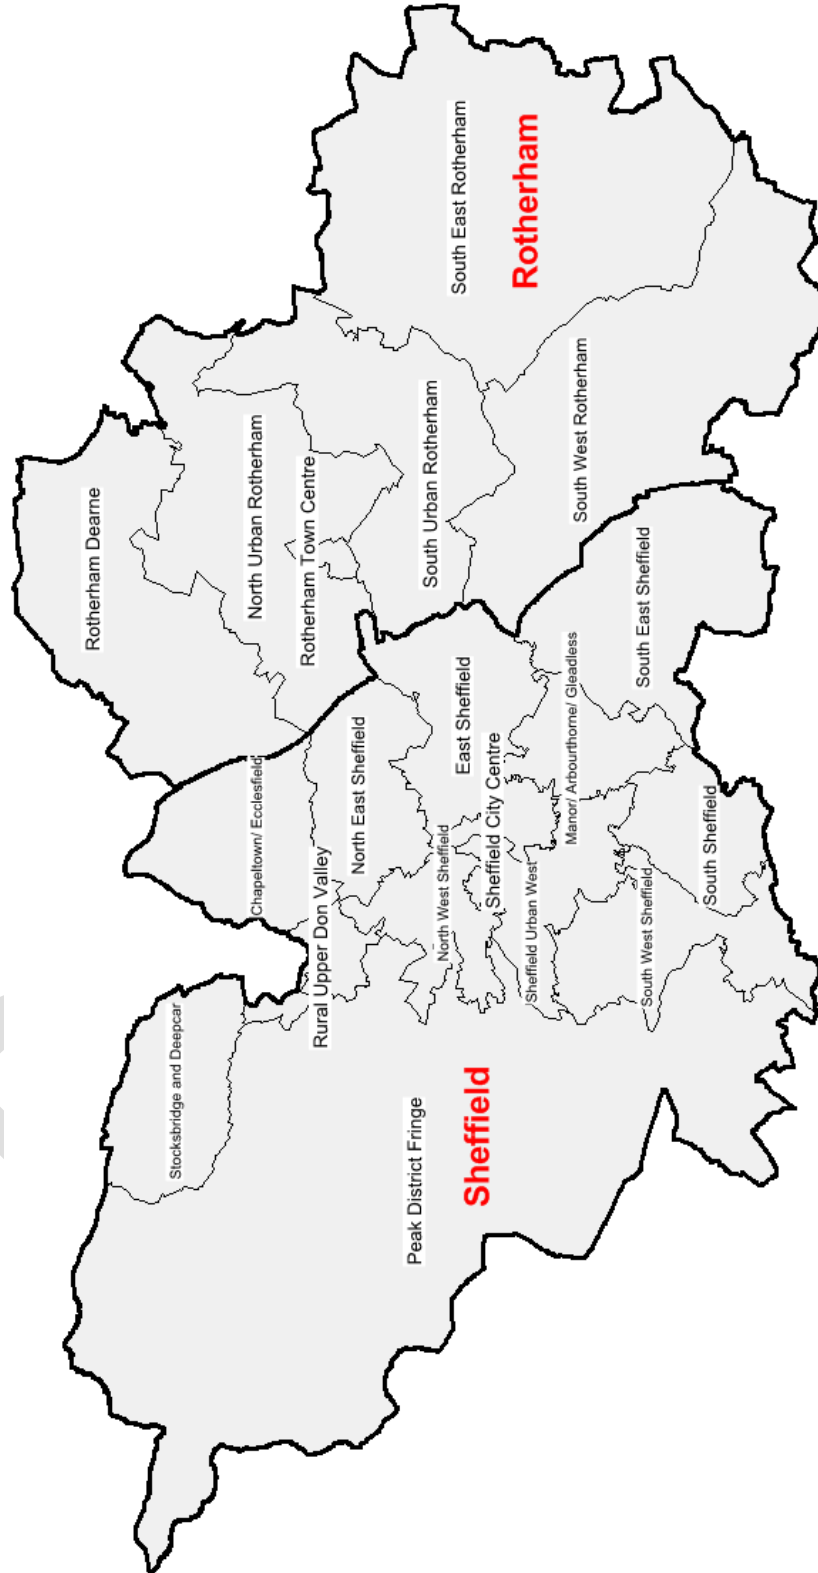 Rotherham Dearne
North Urban Rotherham
Rotherham Town Centre
South Urban Rotherham
South East Rotherham
Rotherham
South West Rotherham
Stocksbridge and Deepcar
Chapeltown/ Ecclesfield
Rural Upper Don Valley
North East Sheffield
Peak District Fringe
North West Sheffield
East Sheffield
Sheffield
Sheffield City Centre
Sheffield Urban West
Manor/ Arbourthorne/ Gleadless
South East Sheffield
South West Sheffield
South Sheffield